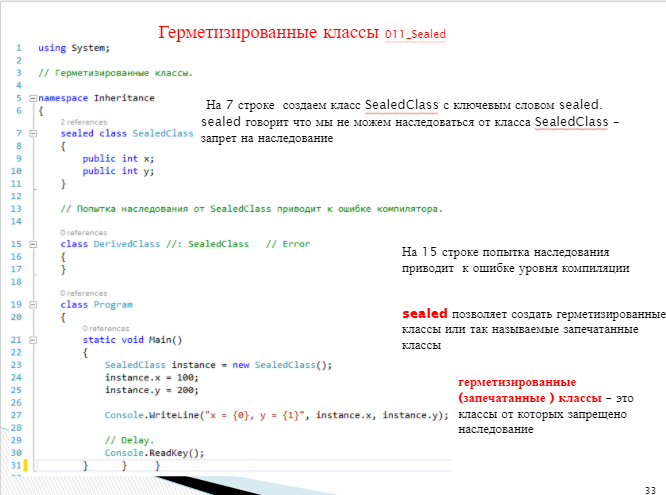 Герметизированные классы 011_Sealed
1 using System;
2
3 // Герметизированные классы.
4
5 namespace Inheritance
6 {
2 references
7 sealed class SealedClass
8 {
9 public int x;
10 public int y;
11 }
12
13 // Попытка наследования от SealedClass приводит к ошибке компилятора.
14
0 references
15 class DerivedClass //: SealedClass // Error
16 {
17 }
18
0 references
19 class Program
20 {
0 references
21 static void Main()
22 {
23 SealedClass instance = new SealedClass();
24 instance.x = 100;
25 instance.y = 200;
26
27 Console.WriteLine("x = {0}, y = {1}", instance.x, instance.y);
28
29 // Delay.
30 Console.ReadKey();
31 } } }
На 7 строке создаем класс SealedClass с ключевым словом sealed.
sealed говорит что мы не можем наследоваться от класса SealedClass –
запрет на наследование
На 15 строке попытка наследования
приводит к ошибке уровня компиляции
sealed позволяет создать герметизированные
классы или так называемые запечатанные
классы
герметизированные
(запечатанные ) классы – это
классы от которых запрещено
наследование
33